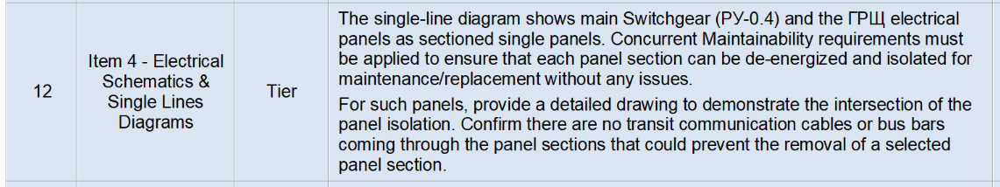 12
Item 4 - Electrical
Schematics &
Single Lines
Diagrams
Tier
The single-line diagram shows main Switchgear (РУ-0.4) and the ГРЩ electrical
panels as sectioned single panels. Concurrent Maintainability requirements must
be applied to ensure that each panel section can be de-energized and isolated for
maintenance/replacement without any issues.
For such panels, provide a detailed drawing to demonstrate the intersection of the
panel isolation. Confirm there are no transit communication cables or bus bars
coming through the panel sections that could prevent the removal of a selected
panel section.